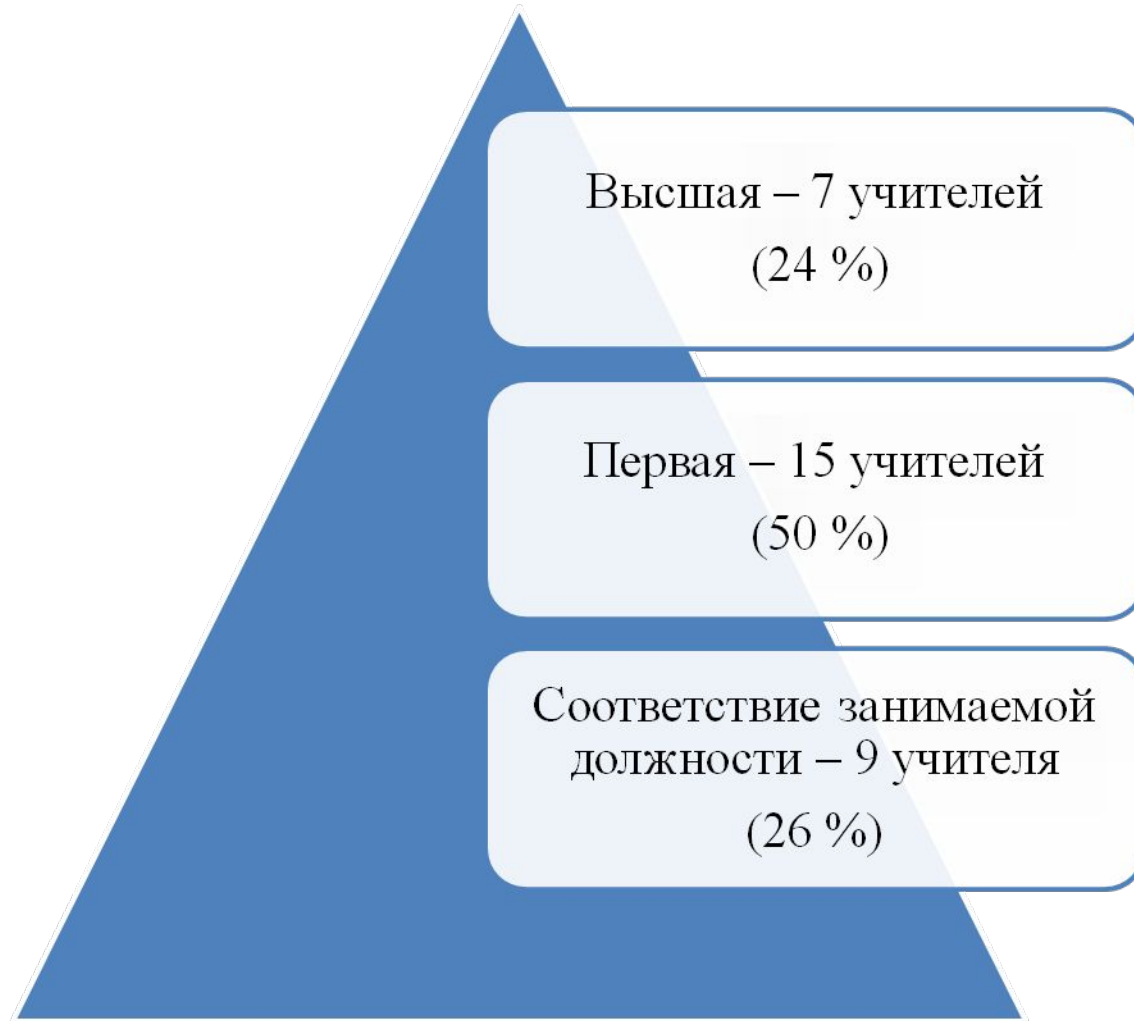 Высшая – 7 учителей
(24 %)
Первая – 15 учителей
(50 %)
Соответствие занимаемой
должности – 9 учителя
(26 %)